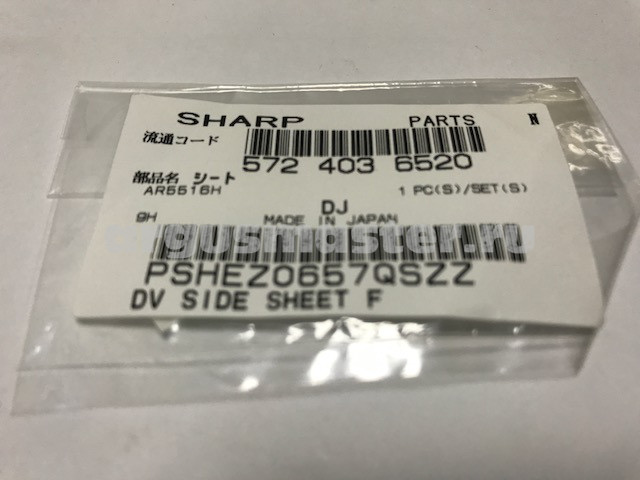 SHARP PARTS N
流通コード
572 403 6520
部品名 シート
AR5516H 1 PC(S)/SET(S)
DJ
9H MADE IN JAPAN
gusmaster.ru
PSHEZ0657QSZZ
DV SIDE SHEET F